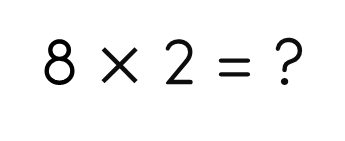 8 × 2 = ?